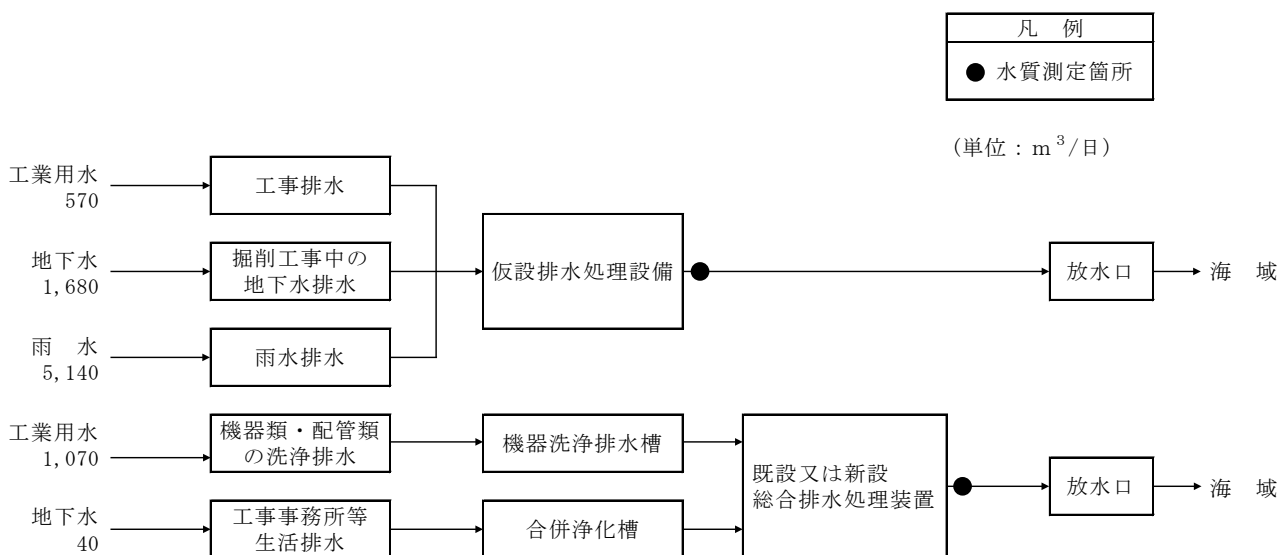 凡 例
● 水質測定箇所
(単位：m³/日)
工業用水
570
工事排水
地下水
1,680
掘削工事中の
地下水排水
仮設排水処理設備
放水口
海 域
雨 水
5,140
雨水排水
工業用水
1,070
機器類・配管類
の洗浄排水
機器洗浄排水槽
既設又は新設
総合排水処理装置
放水口
海 域
地下水
40
工事事務所等
生活排水
合併浄化槽